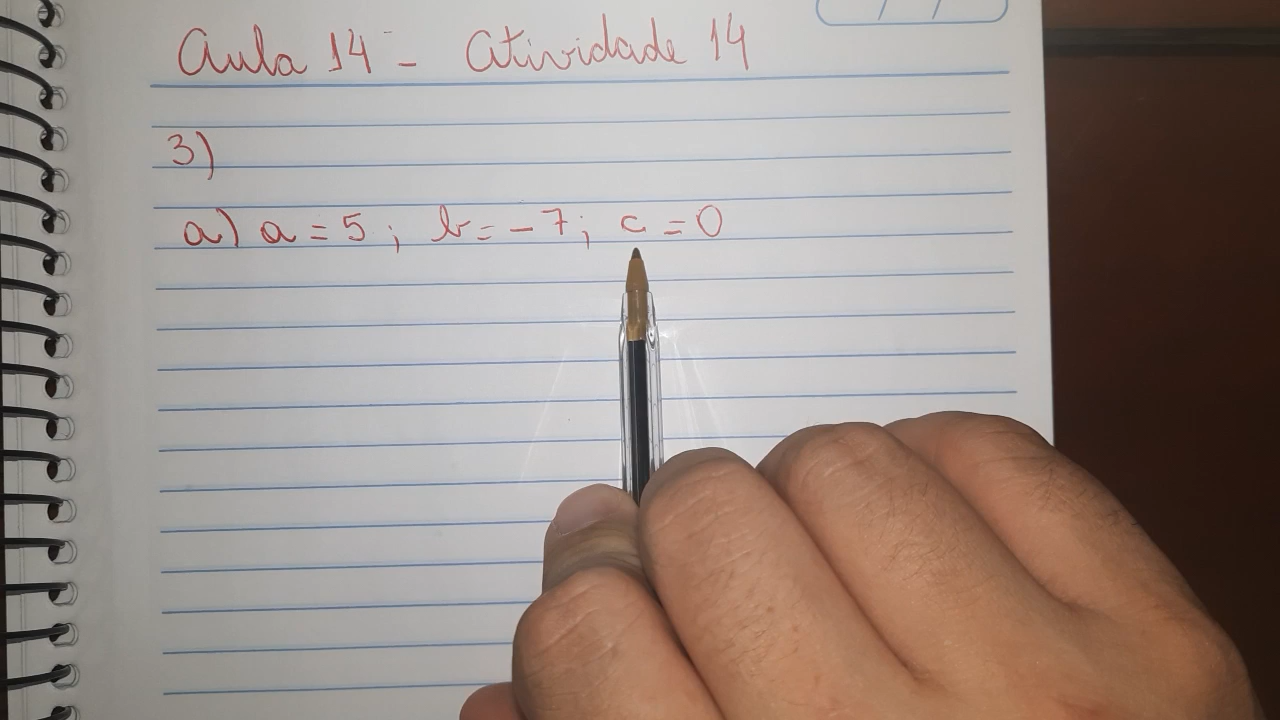 Aula 14 - Atividade 14
3)
a) a = 5 ; b = - 7 ; c = 0